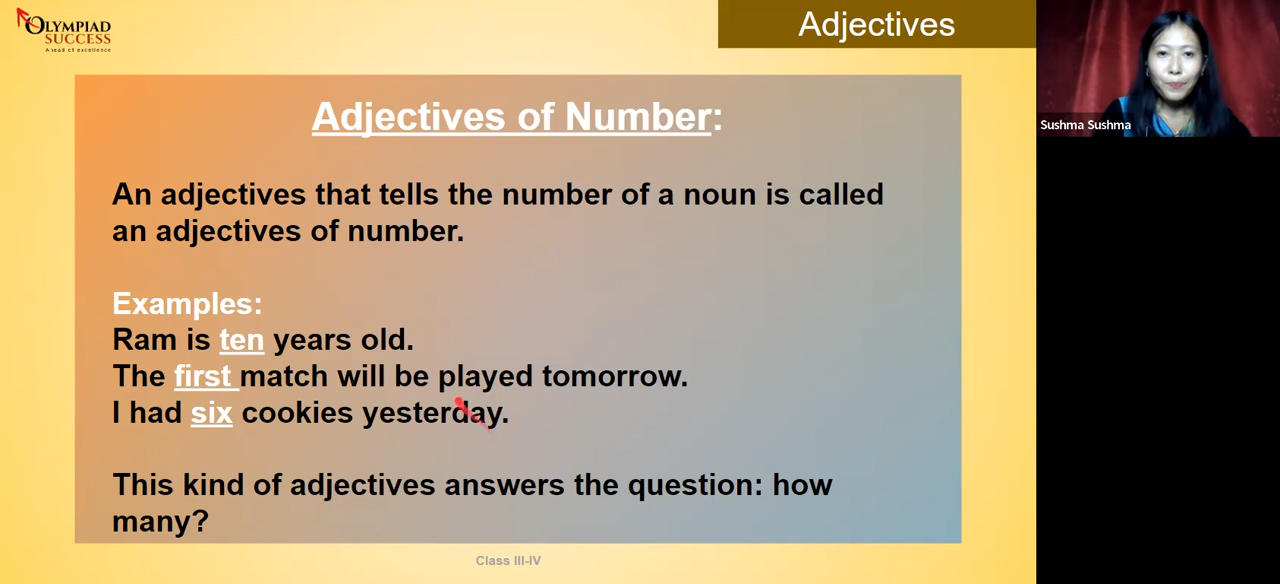 OLYMPIAD
SUCCESS
Ahead of excellence
Adjectives
Sushma Sushma
Adjectives of Number:
An adjectives that tells the number of a noun is called
an adjectives of number.
Examples:
Ram is ten years old.
The first match will be played tomorrow.
I had six cookies yesterday.
This kind of adjectives answers the question: how
many?
Class III-IV